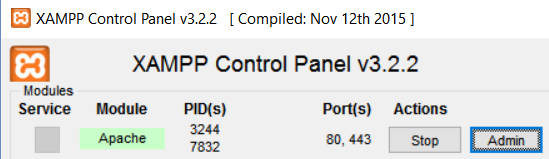 XAMPP Control Panel v3.2.2 [ Compiled: Nov 12th 2015 ]
XAMPP Control Panel v3.2.2
Modules
Service Module PID(s) Port(s) Actions
Apache 3244 7832 80, 443 Stop Admin